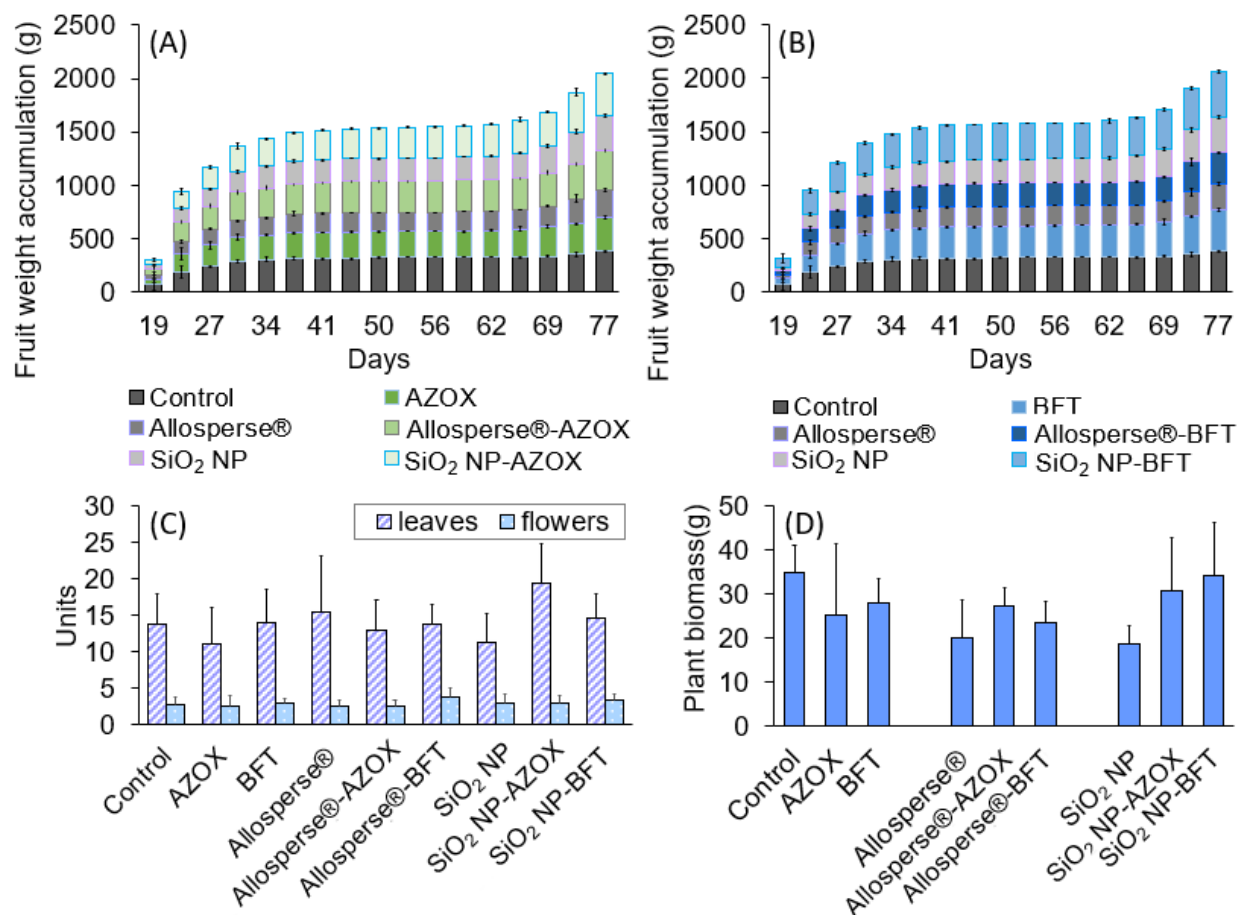 (A)
Fruit weight accumulation (g)
2500
2000
1500
1000
500
0
19 27 34 41 50 56 62 69 77
Days
Control AZOX
Allosperse® Allosperse®-AZOX
SiO₂ NP SiO₂ NP-AZOX
(B)
Fruit weight accumulation (g)
2500
2000
1500
1000
500
0
19 27 34 41 50 56 62 69 77
Days
Control BFT
Allosperse® Allosperse®-BFT
SiO₂ NP SiO₂ NP-BFT
(C)
leaves flowers
Units
30
25
20
15
10
5
0
Control
AZOX
BFT
Allosperse®
Allosperse®-AZOX
Allosperse®-BFT
SiO₂ NP
SiO₂ NP-AZOX
SiO₂ NP-BFT
(D)
Plant biomass(g)
50
40
30
20
10
0
Control
AZOX
BFT
Allosperse®
Allosperse®-AZOX
Allosperse®-BFT
SiO₂ NP
SiO₂ NP-AZOX
SiO₂ NP-BFT